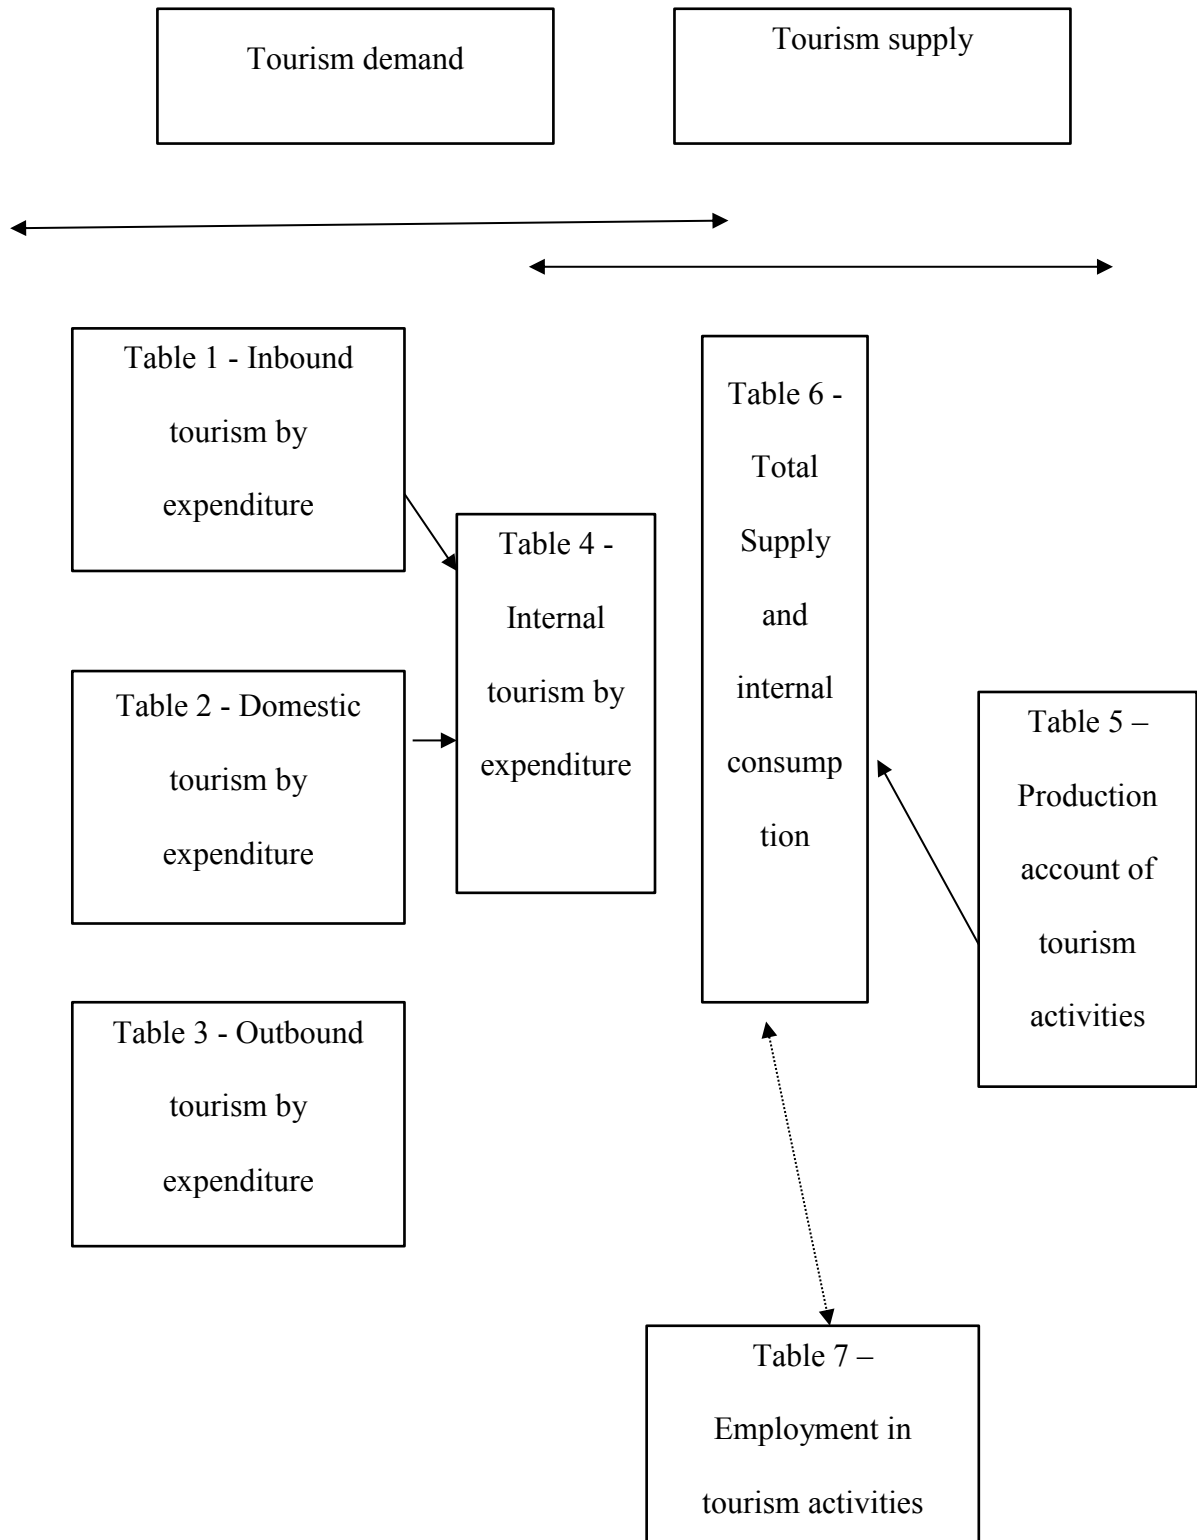 Tourism demand
Tourism supply
Table 1 - Inbound
tourism by
expenditure
Table 2 - Domestic
tourism by
expenditure
Table 3 - Outbound
tourism by
expenditure
Table 4 -
Internal
tourism by
expenditure
Table 6 -
Total
Supply
and
internal
consump
tion
Table 5 –
Production
account of
tourism
activities
Table 7 –
Employment in
tourism activities